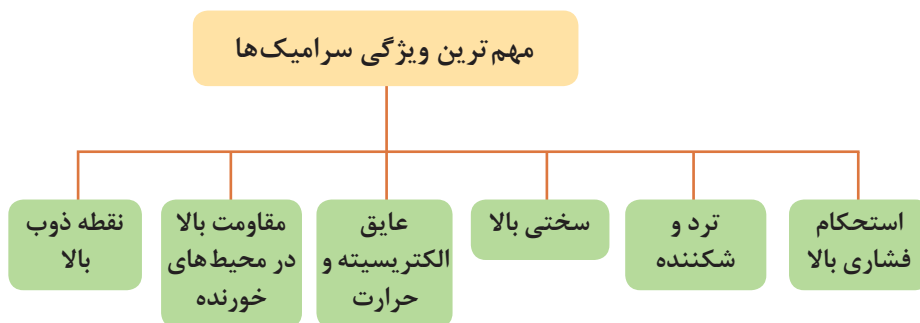 مهم ترین ویژگی سرامیک‌ها
استحکام
فشاری بالا
ترد و
شکننده
سختی بالا
عایق
الکتریسیته و
حرارت
مقاومت بالا
در محیط‌های
خورنده
نقطه ذوب
بالا